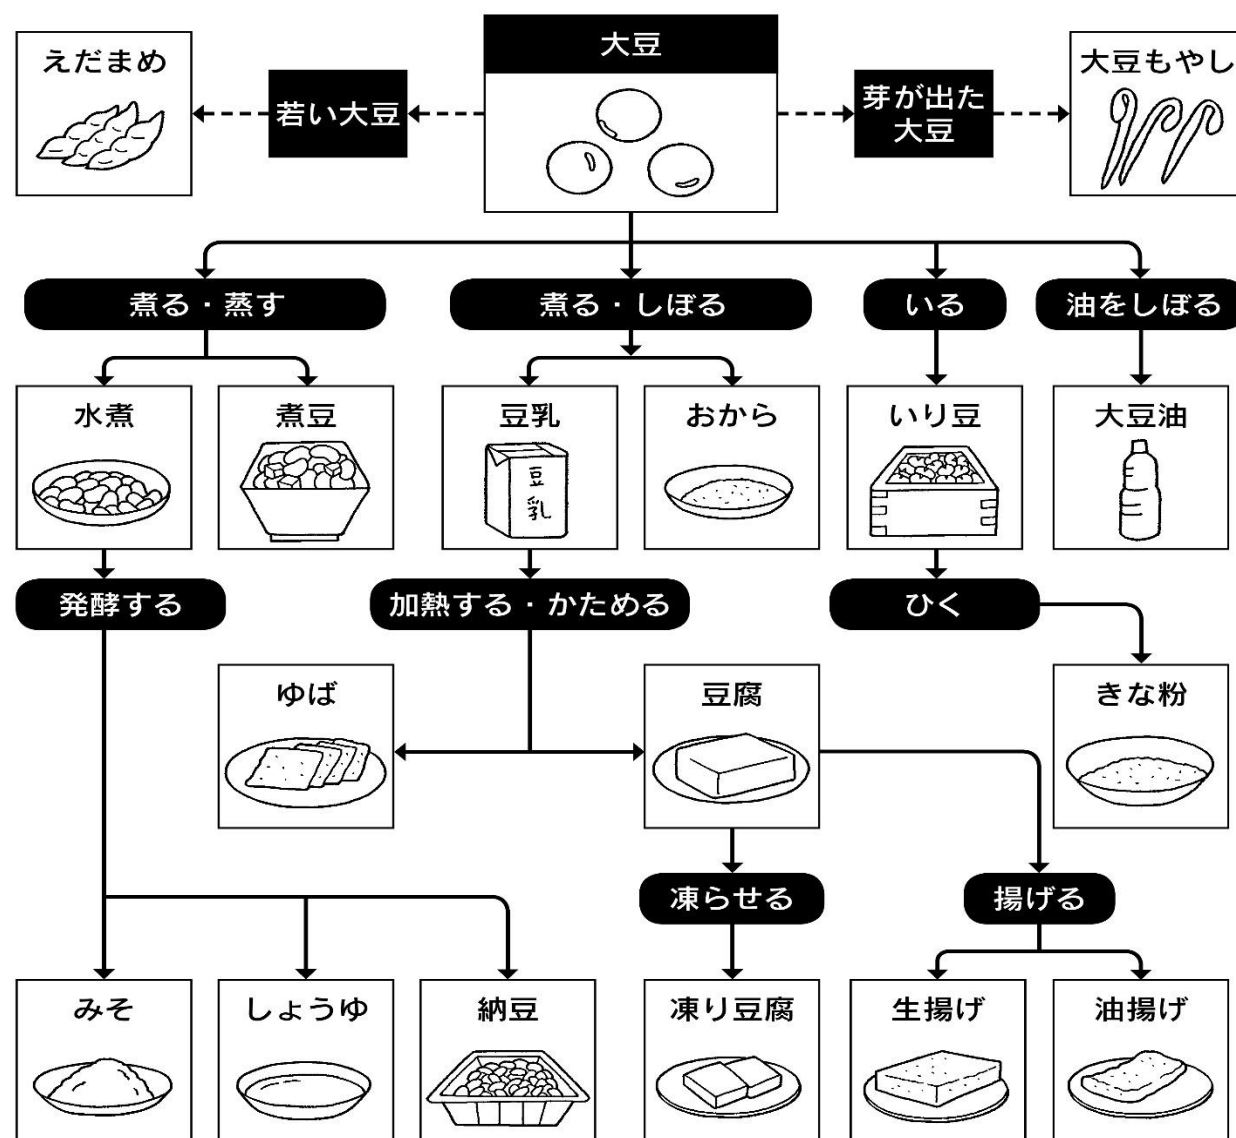 大豆
えだまめ
若い大豆
芽が出た
大豆
大豆もやし
煮る・蒸す
煮る・しぼる
いる
油をしぼる
水煮
煮豆
豆乳
豆
乳
おから
いり豆
大豆油
発酵する
加熱する・かためる
ひく
ゆば
豆腐
きな粉
凍らせる
揚げる
みそ
しょうゆ
納豆
凍り豆腐
生揚げ
油揚げ